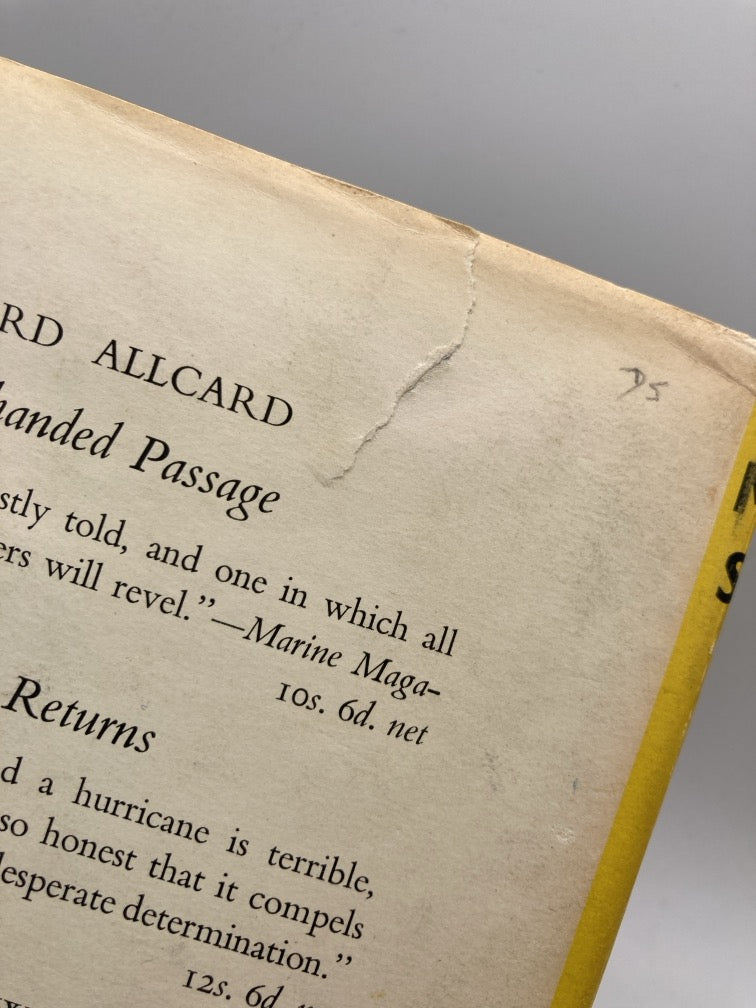 RD ALLCARD
handed Passage
stly told, and one in which all
ers will revel.”—Marine Maga-
10s. 6d. net
Returns
d a hurricane is terrible,
so honest that it compels
esperate determination.”
12s. 6d.
D5